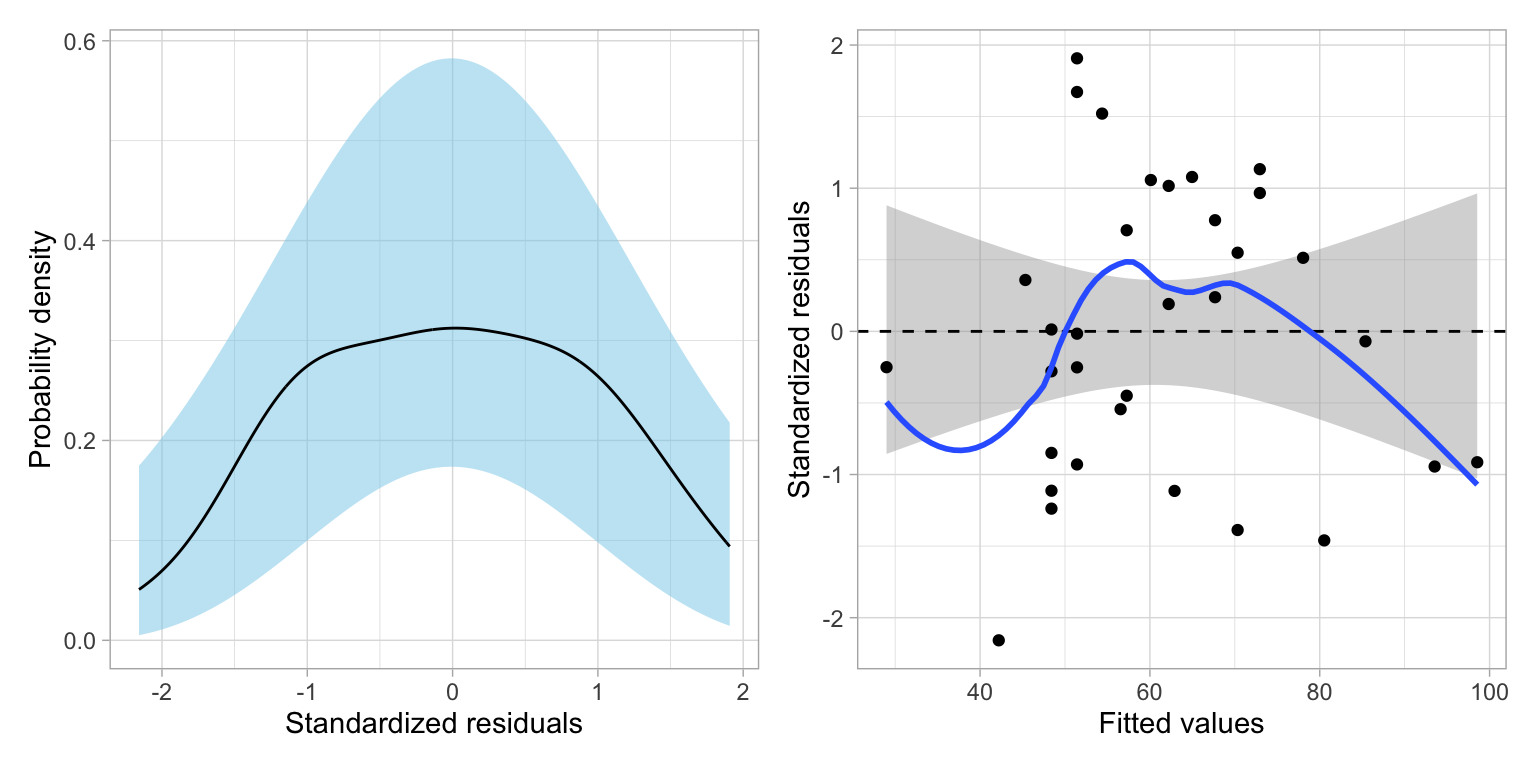 Probability density
0.6
0.4
0.2
0.0
-2 -1 0 1 2
Standardized residuals
Standardized residuals
2
1
0
-1
-2
40 60 80 100
Fitted values